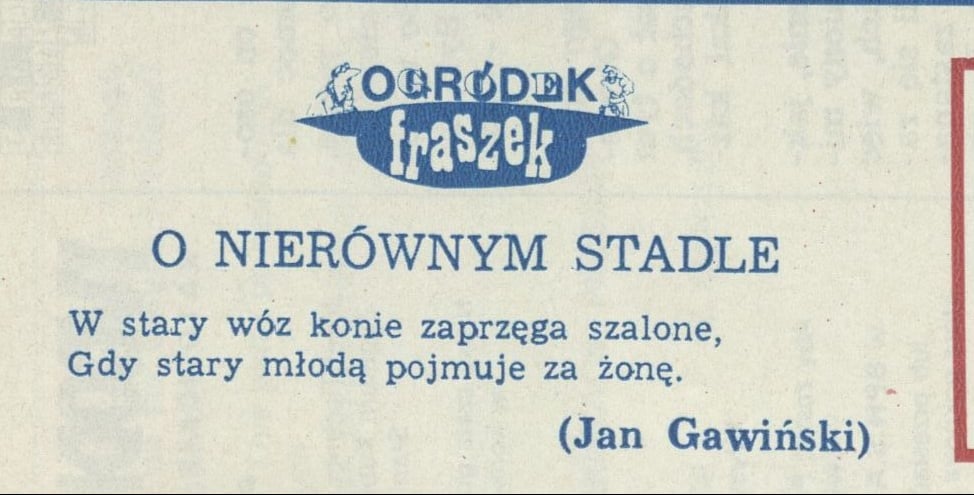 OGRÓDEK
fraszek
O NIERÓWNYM STADLE
W stary wóz konie zaprzęga szalone,
Gdy stary młodą pojmuje za żonę.
(Jan Gawiński)